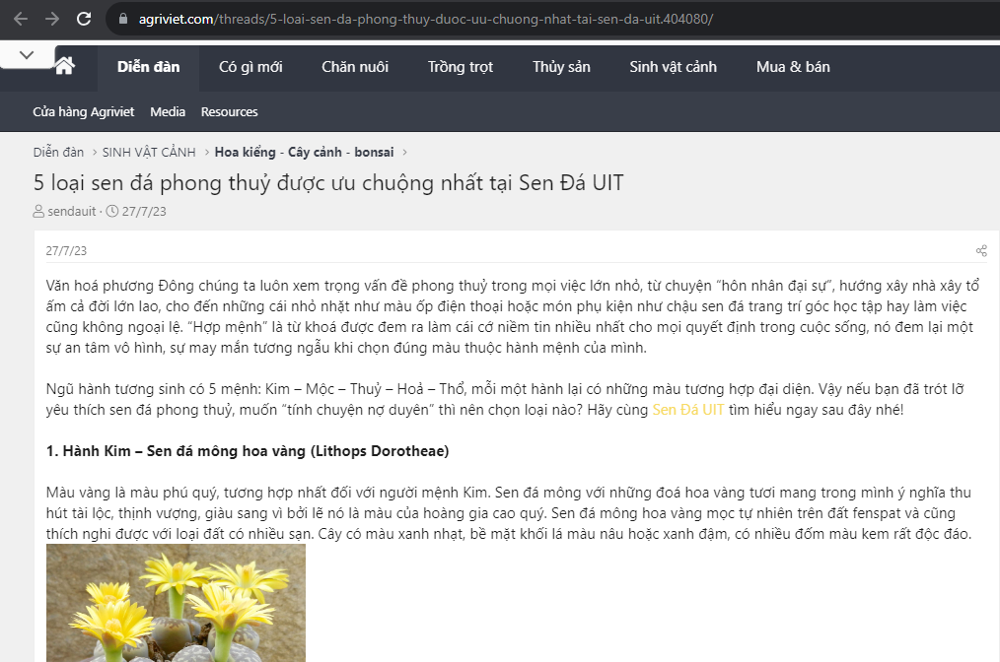 agriviet.com/threads/5-loai-sen-da-phong-thuy-duoc-uu-chuong-nhat-tai-sen-da-uit.404080/
Diễn đàn Có gì mới Chăn nuôi Trồng trọt Thủy sản Sinh vật cảnh Mua & bán
Cửa hàng Agriviet Media Resources
Diễn đàn > SINH VẬT CẢNH > Hoa kiểng - Cây cảnh - bonsai >
5 loại sen đá phong thuỷ được ưu chuộng nhất tại Sen Đá UIT
sendauit · 27/7/23
27/7/23
Văn hoá phương Đông chúng ta luôn xem trọng vấn đề phong thuỷ trong mọi việc lớn nhỏ, từ chuyện “hôn nhân đại sự”, hướng xây nhà xây tổ
ấm cả đời lớn lao, cho đến những cái nhỏ nhặt như màu ốp điện thoại hoặc món phụ kiện như chậu sen đá trang trí góc học tập hay làm việc
cũng không ngoại lệ. “Hợp mệnh” là từ khoá được đem ra làm cái cớ niềm tin nhiều nhất cho mọi quyết định trong cuộc sống, nó đem lại một
sự an tâm vô hình, sự may mắn tương ngẫu khi chọn đúng màu thuộc hành mệnh của mình.
Ngũ hành tương sinh có 5 mệnh: Kim – Mộc – Thuỷ – Hoả – Thổ, mỗi một hành lại có những màu tương hợp đại diện. Vậy nếu bạn đã trót lỡ
yêu thích sen đá phong thuỷ, muốn “tính chuyện nợ duyên” thì nên chọn loại nào? Hãy cùng Sen Đá UIT tìm hiểu ngay sau đây nhé!
1. Hành Kim – Sen đá mông hoa vàng (Lithops Dorotheae)
Màu vàng là màu phú quý, tương hợp nhất đối với người mệnh Kim. Sen đá mông với những đoá hoa vàng tươi mang trong mình ý nghĩa thu
hút tài lộc, thịnh vượng, giàu sang vì bởi lẽ nó là màu của hoàng gia cao quý. Sen đá mông hoa vàng mọc tự nhiên trên đất fenspat và cũng
thích nghi được với loại đất có nhiều sạn. Cây có màu xanh nhạt, bề mặt khối lá màu nâu hoặc xanh đậm, có nhiều đốm màu kem rất độc đáo.